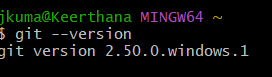 jkuma@Keerthana MINGW64 ~
$ git --version
git version 2.50.0.windows.1